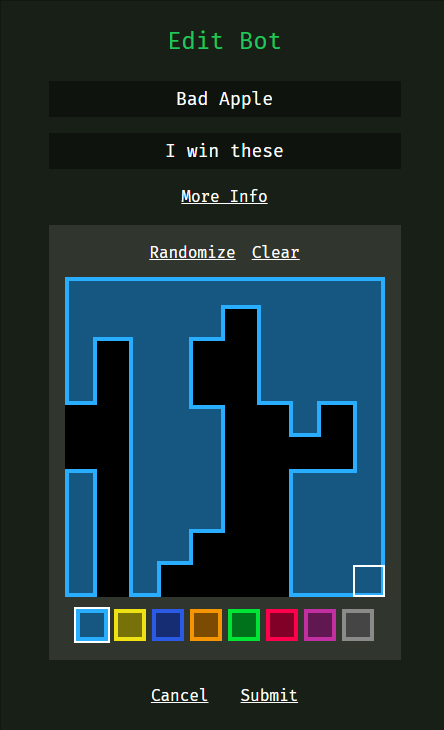 Edit Bot
Bad Apple
I win these
More Info
Randomize Clear
Cancel Submit